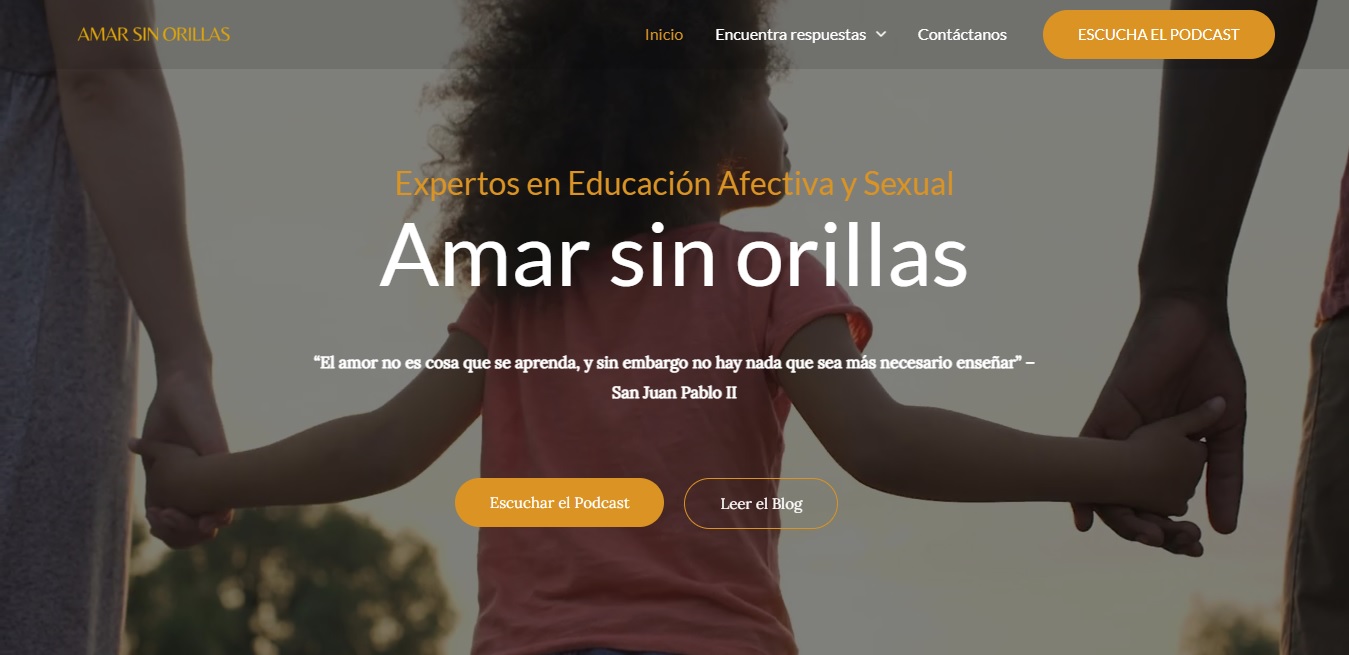 AMAR SIN ORILLAS
Inicio
Encuentra respuestas
Contáctanos
ESCUCHA EL PODCAST
Expertos en Educación Afectiva y Sexual
Amar sin orillas
“El amor no es cosa que se aprenda, y sin embargo no hay nada que sea más necesario enseñar” –
San Juan Pablo II
Escuchar el Podcast
Leer el Blog